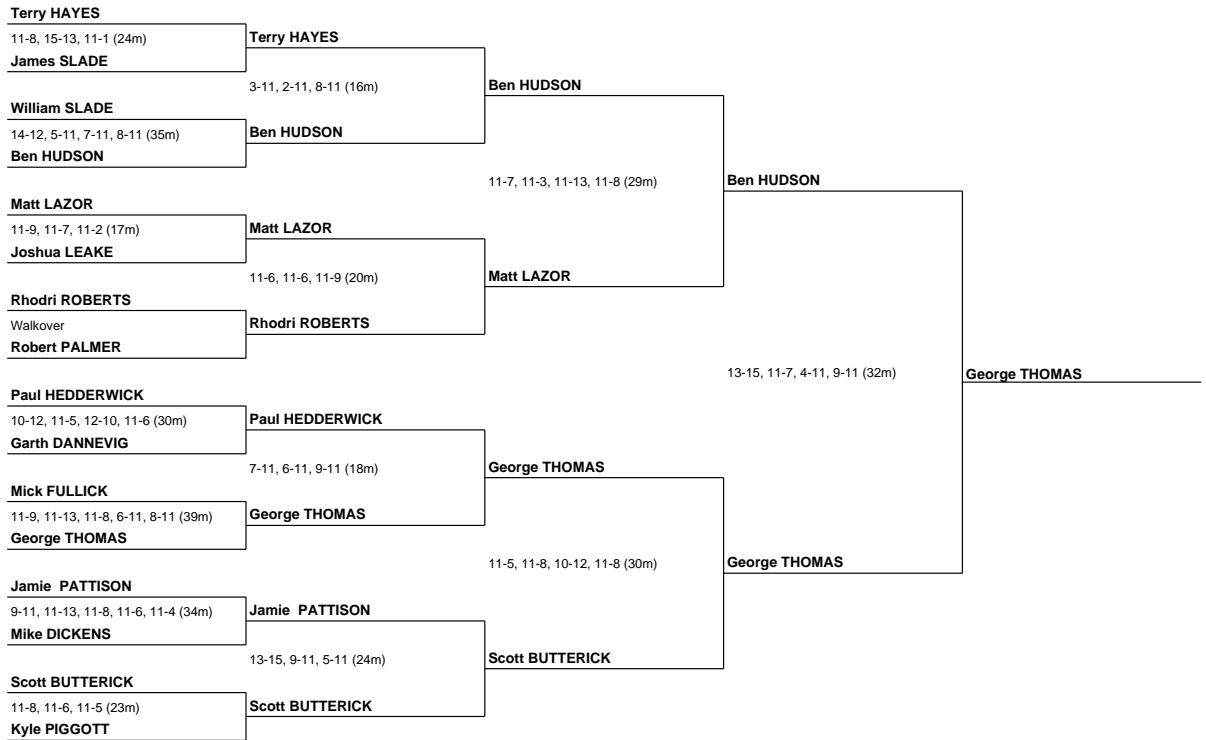 Terry HAYES
11-8, 15-13, 11-1 (24m)
James SLADE
William SLADE
14-12, 5-11, 7-11, 8-11 (35m)
Ben HUDSON
Matt LAZOR
11-9, 11-7, 11-2 (17m)
Joshua LEAKE
Rhodri ROBERTS
Walkover
Robert PALMER
Paul HEDDERWICK
10-12, 11-5, 12-10, 11-6 (30m)
Garth DANNEVIG
Mick FULLICK
11-9, 11-13, 11-8, 6-11, 8-11 (39m)
George THOMAS
Jamie  PATTISON
9-11, 11-13, 11-8, 11-6, 11-4 (34m)
Mike DICKENS
Scott BUTTERICK
11-8, 11-6, 11-5 (23m)
Kyle PIGGOTT
Terry HAYES
3-11, 2-11, 8-11 (16m)
Ben HUDSON
Matt LAZOR
11-6, 11-6, 11-9 (20m)
Rhodri ROBERTS
Paul HEDDERWICK
7-11, 6-11, 9-11 (18m)
George THOMAS
Jamie  PATTISON
13-15, 9-11, 5-11 (24m)
Scott BUTTERICK
Ben HUDSON
11-7, 11-3, 11-13, 11-8 (29m)
Matt LAZOR
George THOMAS
11-5, 11-8, 10-12, 11-8 (30m)
Scott BUTTERICK
Ben HUDSON
13-15, 11-7, 4-11, 9-11 (32m)
George THOMAS
George THOMAS